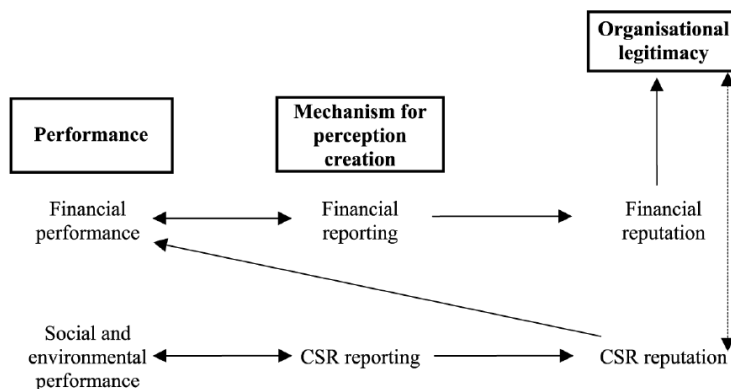 Organisational
legitimacy
Performance
Mechanism for
perception
creation
Financial
performance
Financial
reporting
Financial
reputation
Social and
environmental
performance
CSR reporting
CSR reputation